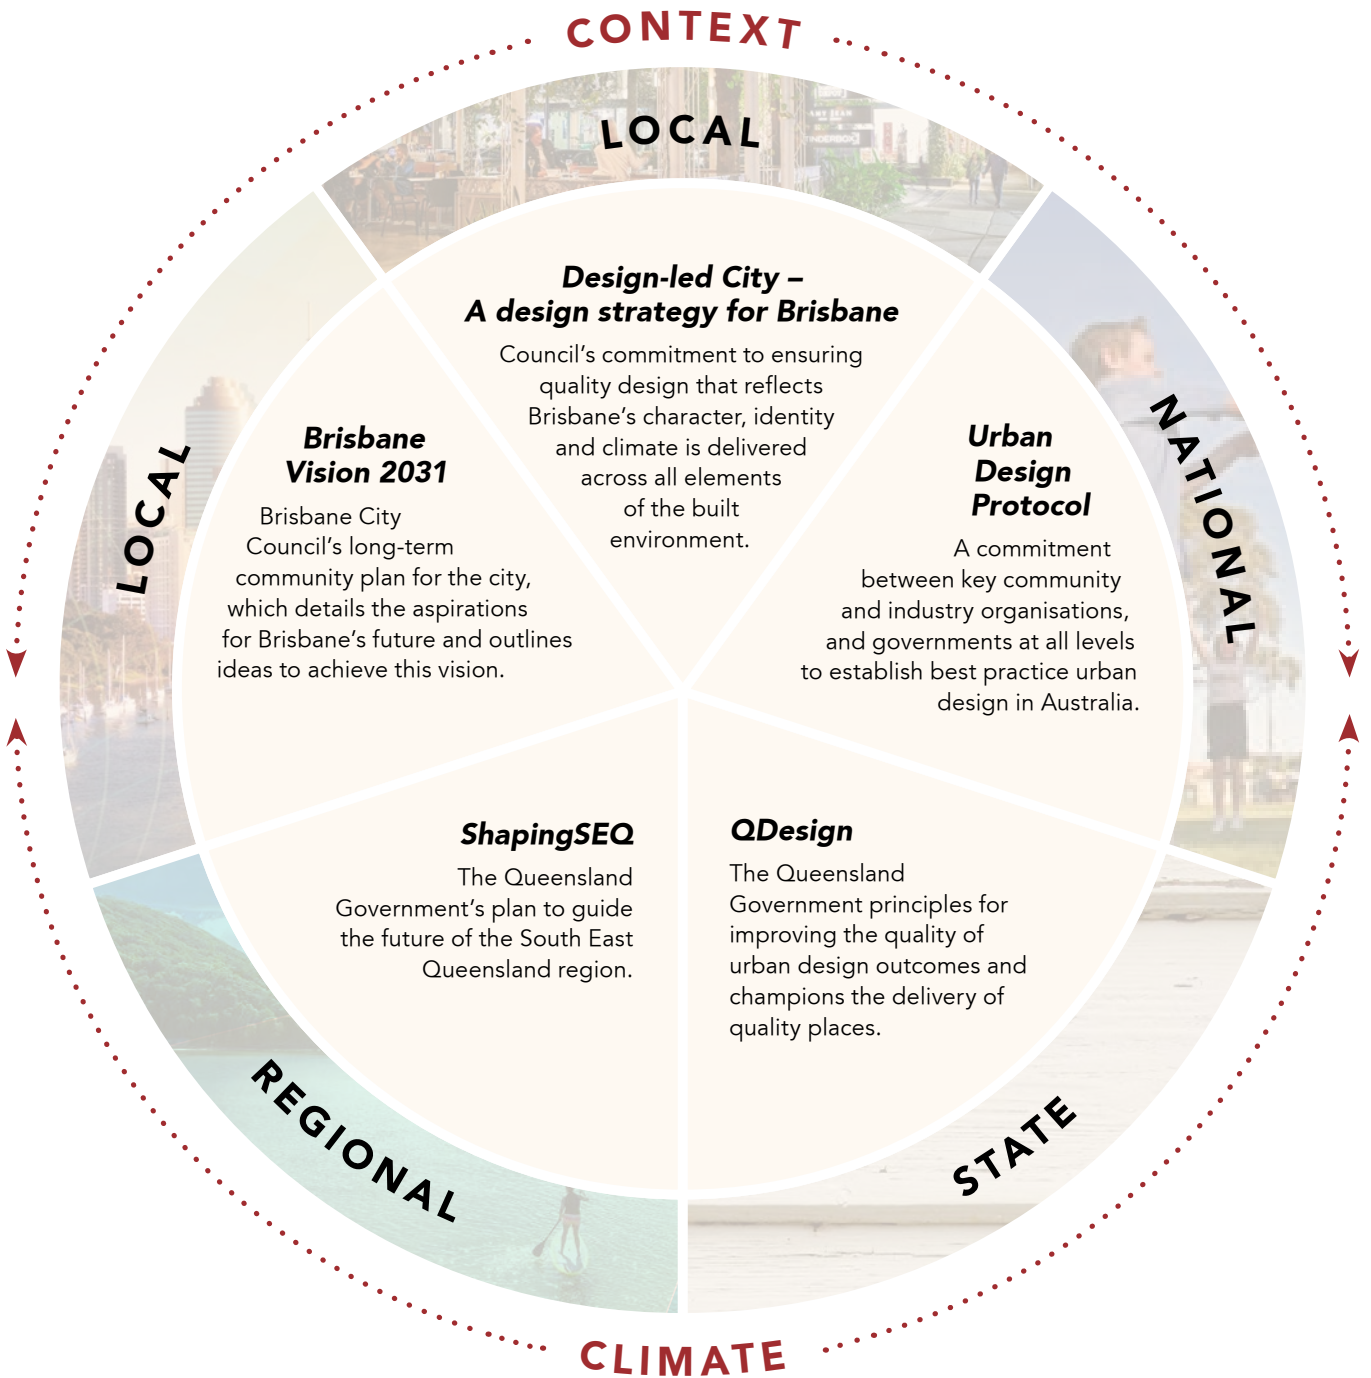 CONTEXT
LOCAL
Design-led City –
A design strategy for Brisbane
Council’s commitment to ensuring
quality design that reflects
Brisbane’s character, identity
and climate is delivered
across all elements
of the built
environment.
NATIONAL
Urban
Design
Protocol
A commitment
between key community
and industry organisations,
and governments at all levels
to establish best practice urban
design in Australia.
STATE
QDesign
The Queensland
Government principles for
improving the quality of
urban design outcomes and
champions the delivery of
quality places.
REGIONAL
ShapingSEQ
The Queensland
Government’s plan to guide
the future of the South East
Queensland region.
LOCAL
Brisbane
Vision 2031
Brisbane City
Council’s long-term
community plan for the city,
which details the aspirations
for Brisbane’s future and outlines
ideas to achieve this vision.
CLIMATE